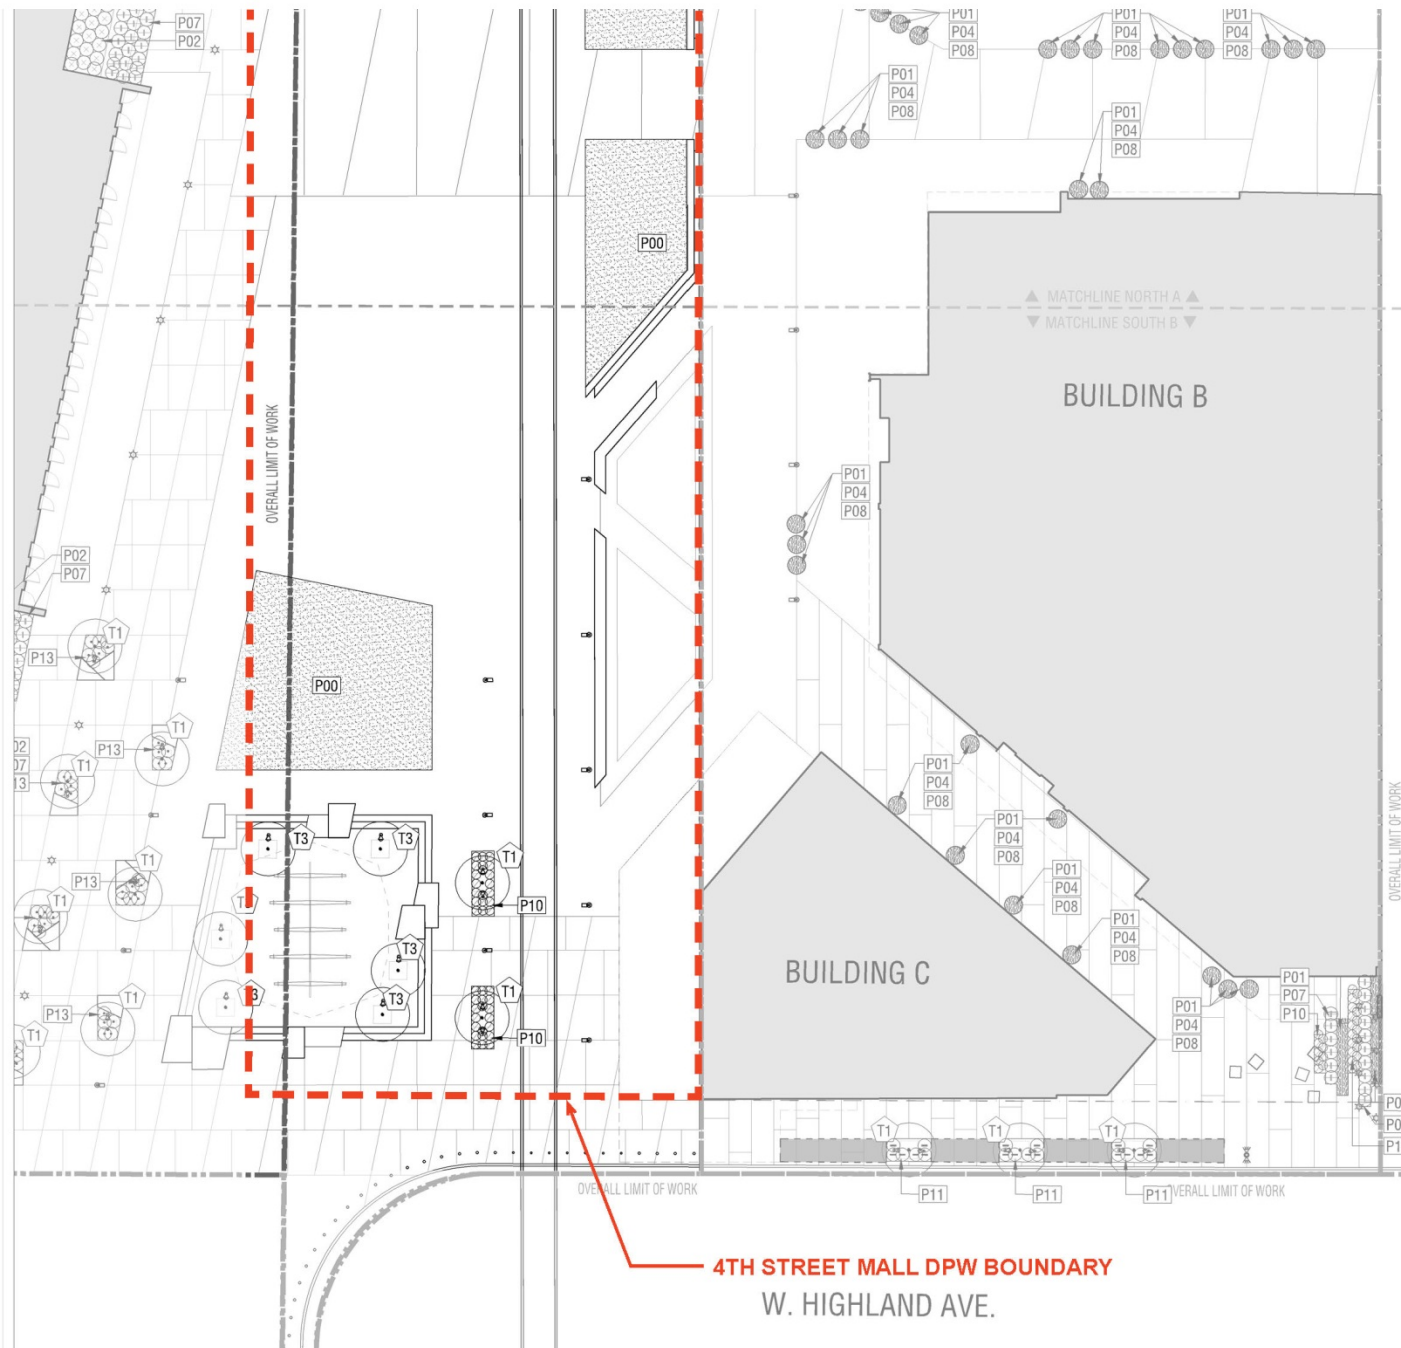 P07
P02
P01
P04
P08
P01
P04
P08
P01
P04
P08
P01
P04
P08
P01
P04
P08
P00
MATCHLINE NORTH A
MATCHLINE SOUTH B
BUILDING B
OVERALL LIMIT OF WORK
P01
P04
P08
P02
P07
T1
P13
P00
T1
P13
T1
P01
P04
P08
OVERALL LIMIT OF WORK
T3
T3
P01
P04
P08
T1
T1
P13
P10
P01
P04
P08
T1
T3
P01
P04
P08
BUILDING C
T1
T3
T1
P13
P10
T1
P01
P07
P10
P01
P04
P08
T1
T1
T1
P11
P11
P11
OVERALL LIMIT OF WORK
OVERALL LIMIT OF WORK
4TH STREET MALL DPW BOUNDARY
W. HIGHLAND AVE.